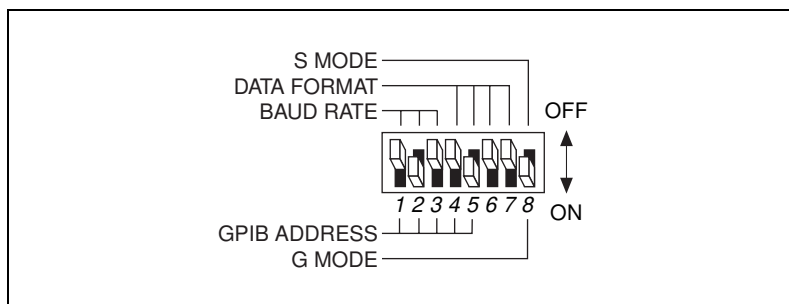 S MODE
DATA FORMAT
BAUD RATE
OFF
1 2 3 4 5 6 7 8
ON
GPIB ADDRESS
G MODE